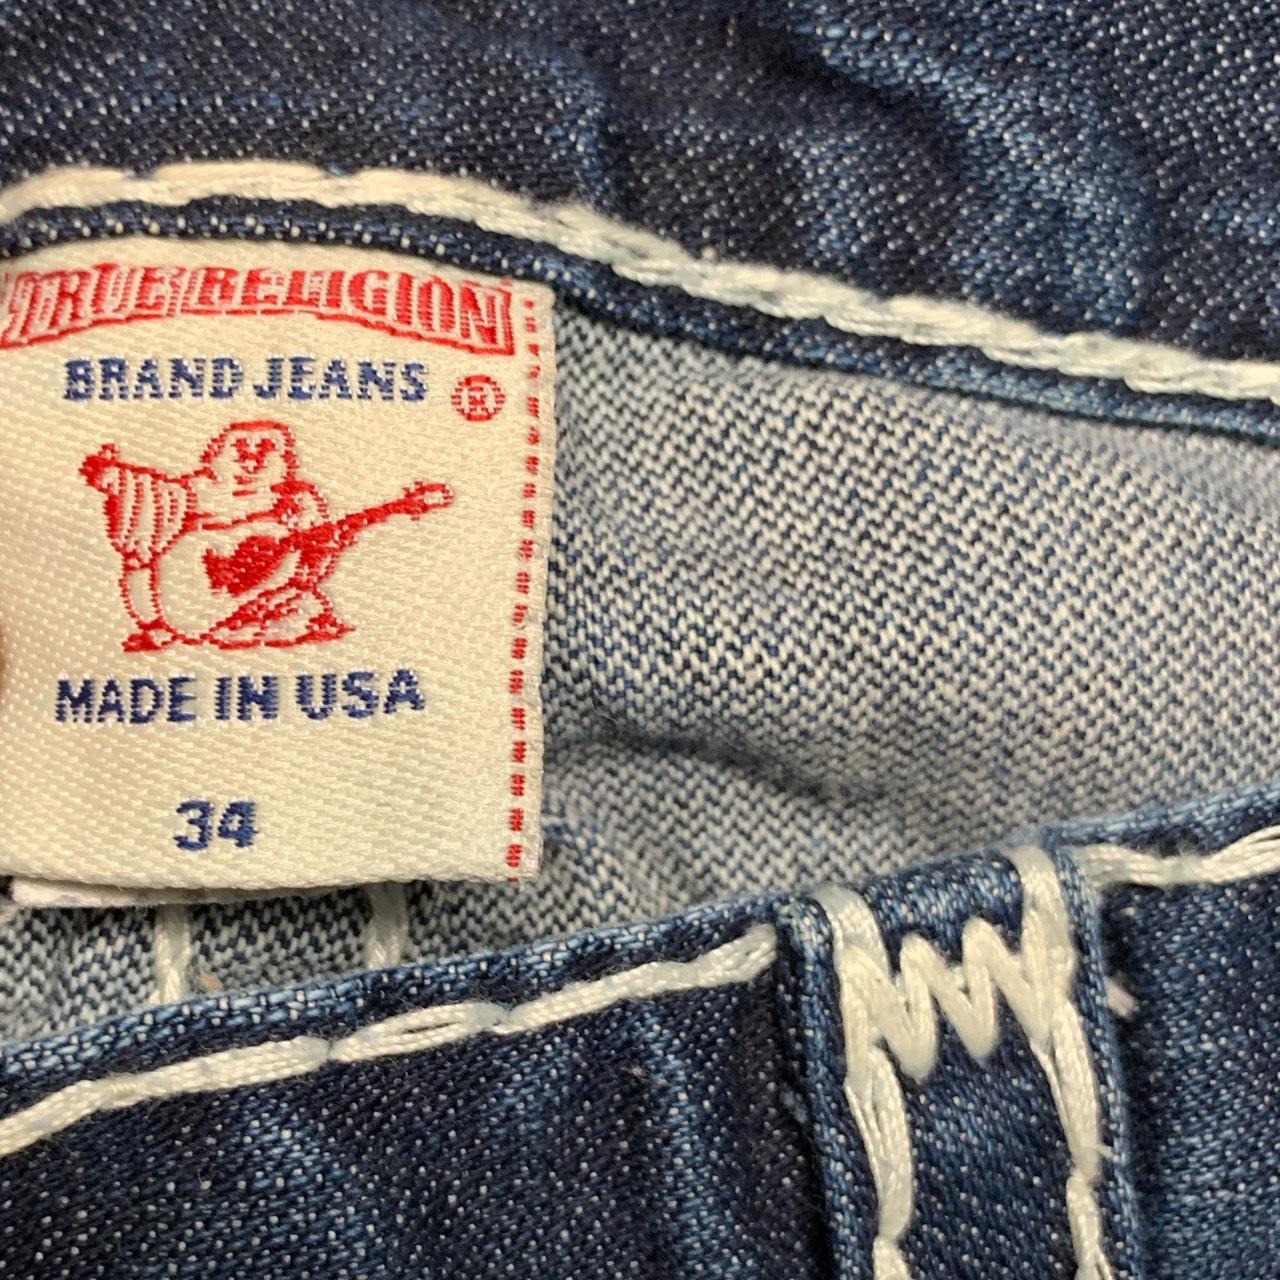 TRUE RELIGION
BRAND JEANS ®
MADE IN USA
34